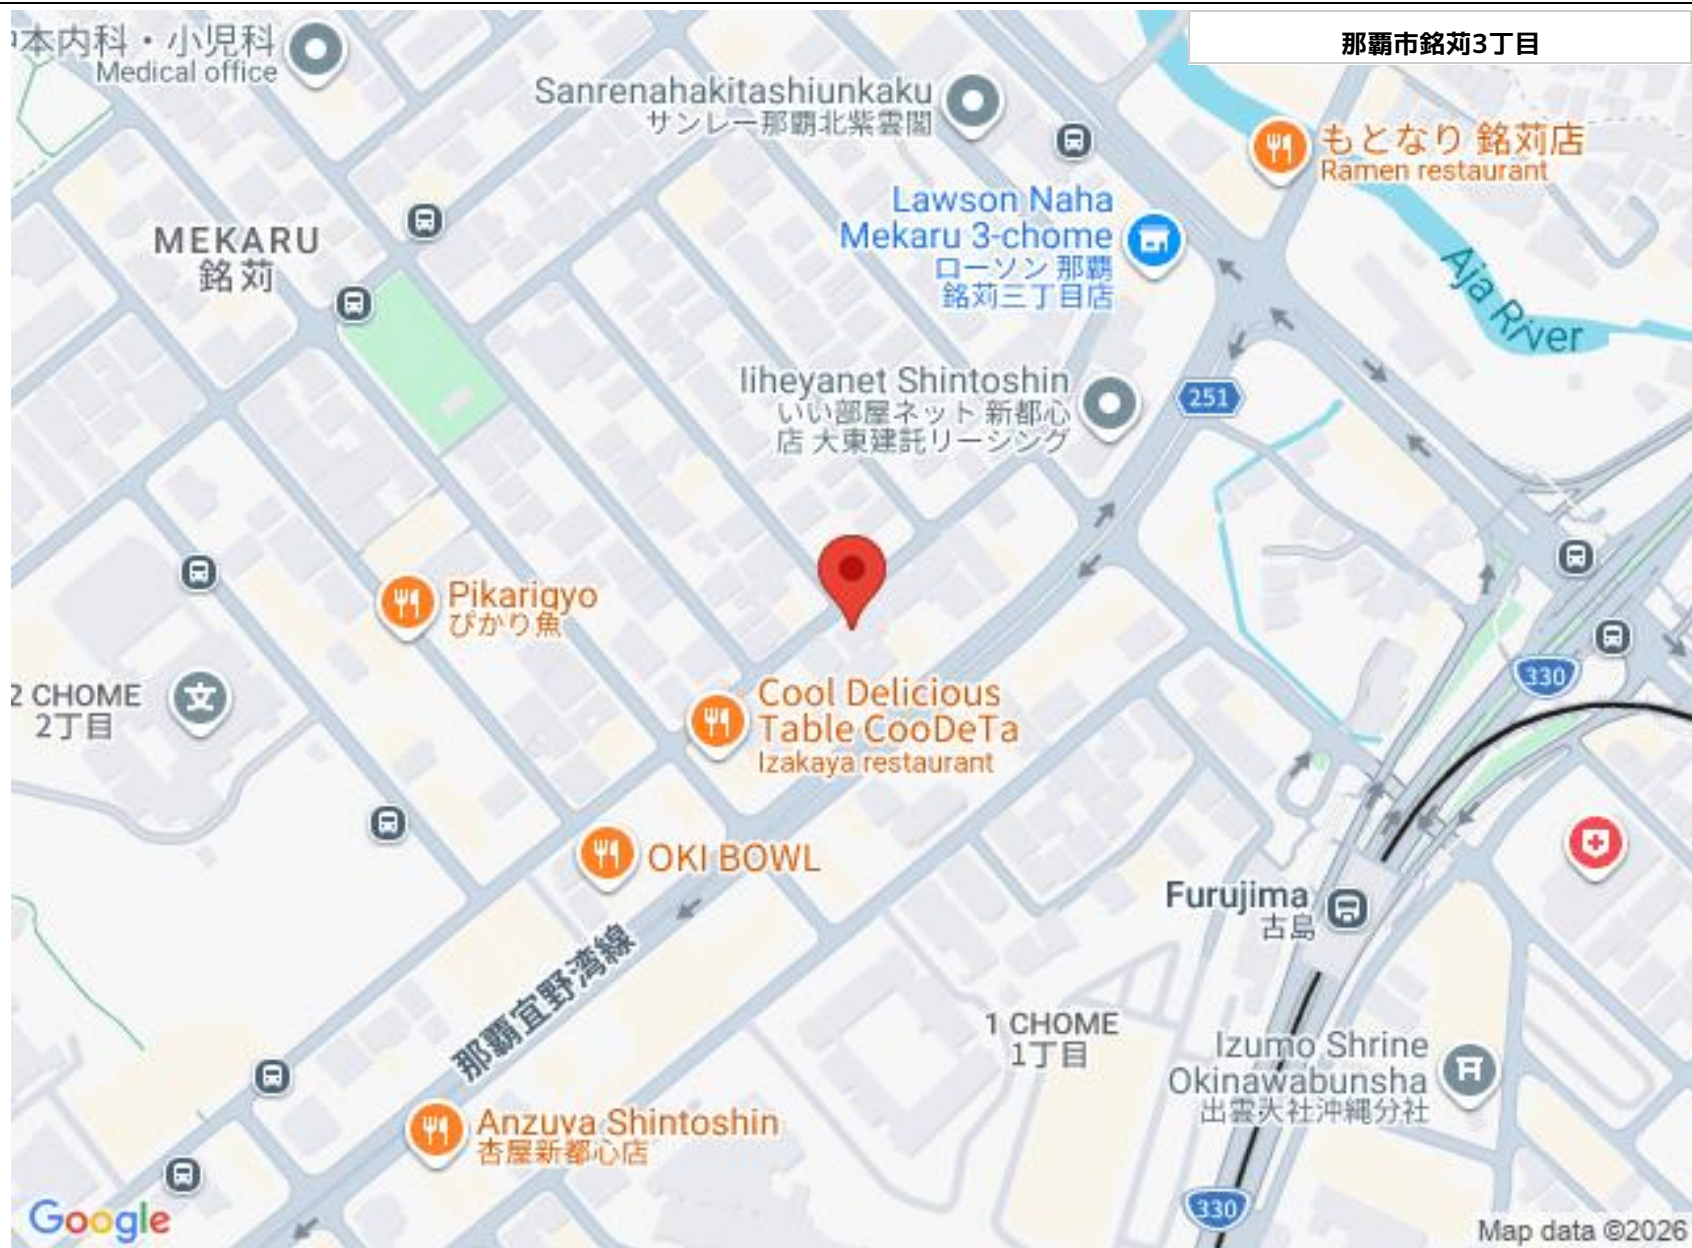 那覇市銘苅3丁目
本内科・小児科
Medical office
Sanrenahakitashiunkaku
サンレー那覇北紫雲閣
もとなり 銘苅店
Ramen restaurant
Lawson Naha
Mekaru 3-chome
ローソン 那覇
銘苅三丁目店
MEKARU
銘苅
Aja River
Iiheyanet Shintoshin
いい部屋ネット 新都心
店 大東建託リーシング
251
Pikarigyo
ぴかり魚
2 CHOME
2丁目
文
Cool Delicious
Table CooDeTa
Izakaya restaurant
330
OKI BOWL
Furujima
古島
那覇宜野湾線
1 CHOME
1丁目
Izumo Shrine
Okinawabunsha
出雲大社沖縄分社
Anzuya Shintoshin
杏屋新都心店
330
Google
Map data ©2026